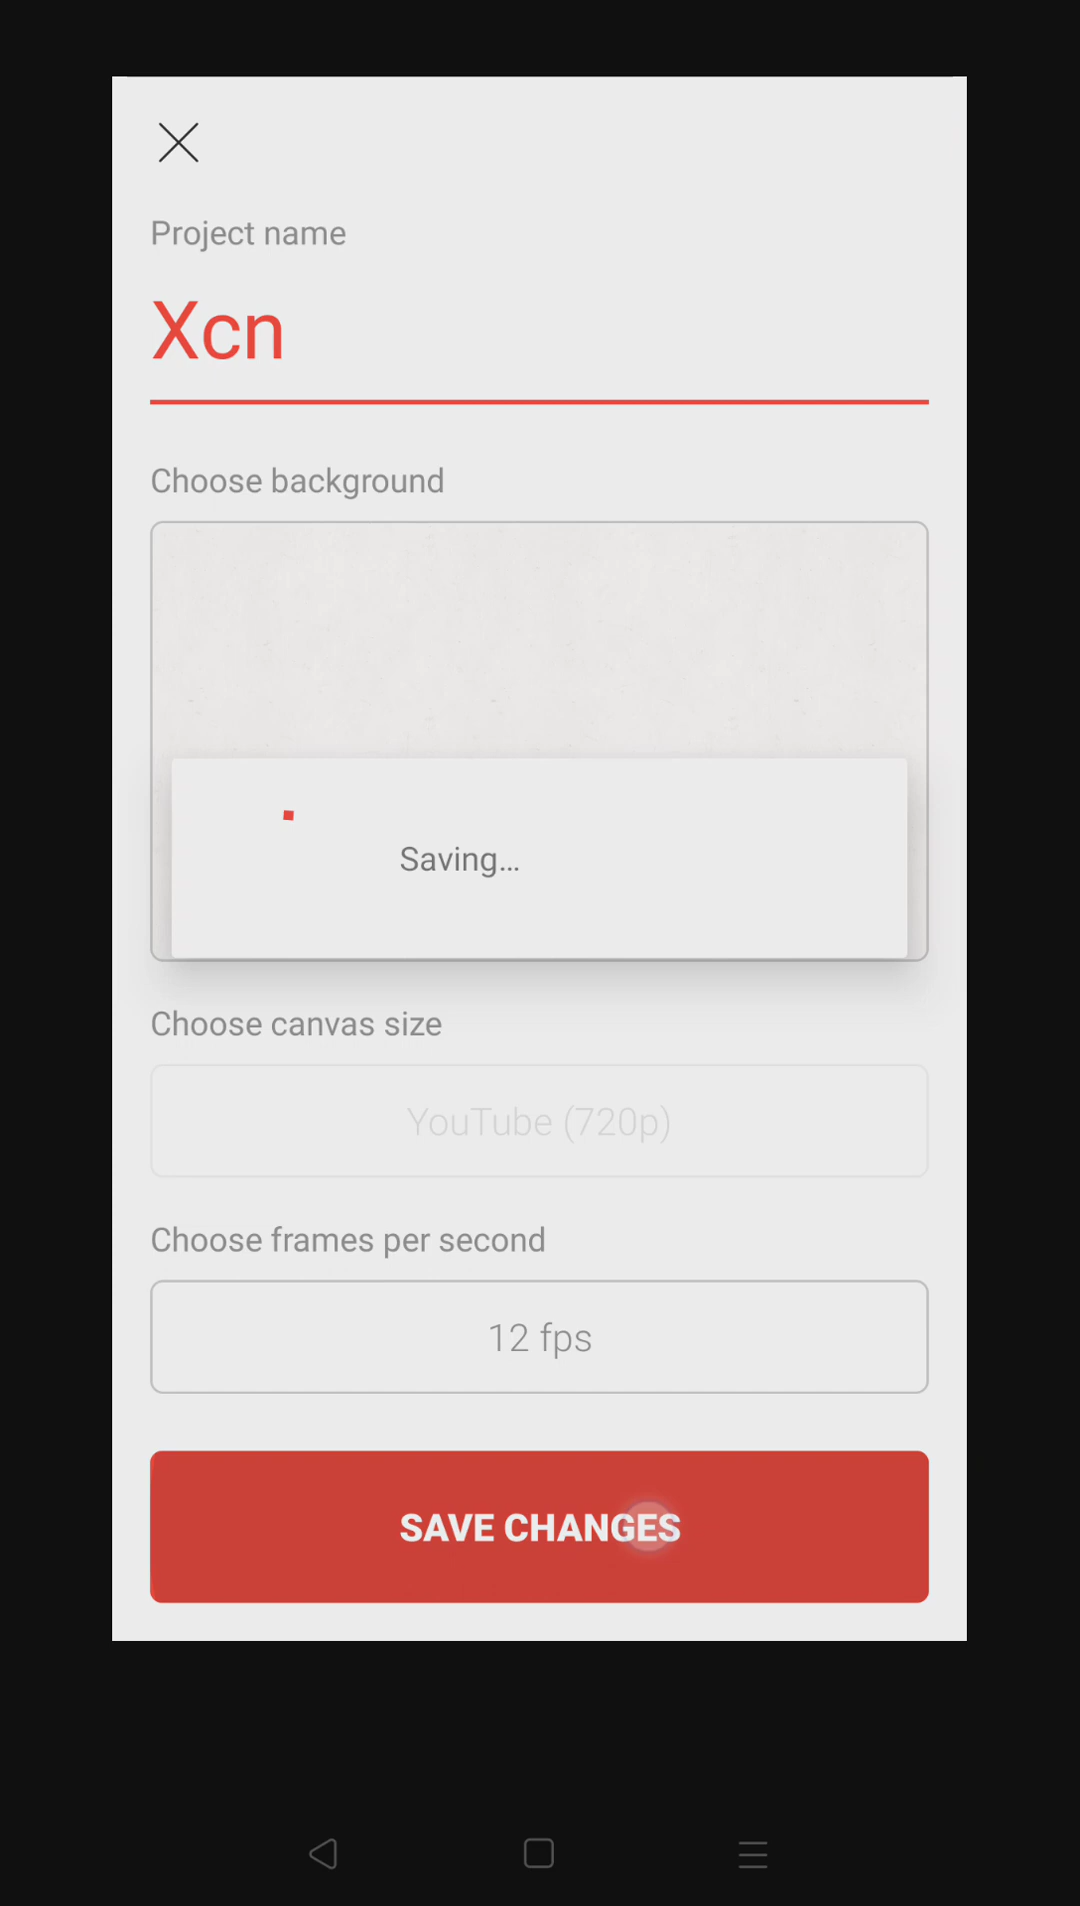 Project name
Xcn
Choose background
Saving...
Choose canvas size
YouTube (720p)
Choose frames per second
12 fps
SAVE CHANGES